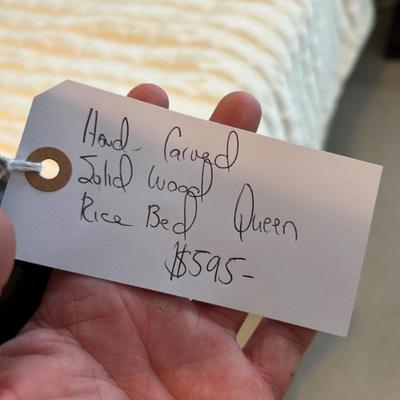 Hand-Carved
Solid Wood
Rice Bed Queen
$595-